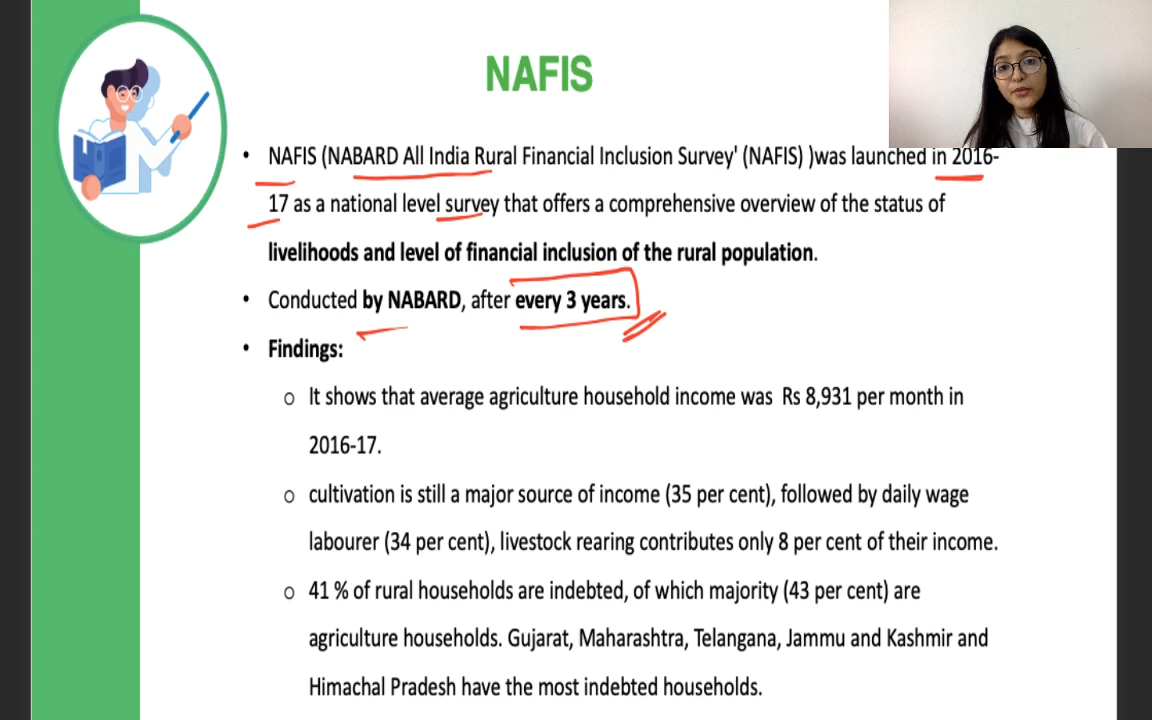 NAFIS
• NAFIS (NABARD All India Rural Financial Inclusion Survey' (NAFIS) )was launched in 2016-
17 as a national level survey that offers a comprehensive overview of the status of
livelihoods and level of financial inclusion of the rural population.
• Conducted by NABARD, after every 3 years.
• Findings:
o It shows that average agriculture household income was Rs 8,931 per month in
2016-17.
o cultivation is still a major source of income (35 per cent), followed by daily wage
labourer (34 per cent), livestock rearing contributes only 8 per cent of their income.
o 41 % of rural households are indebted, of which majority (43 per cent) are
agriculture households. Gujarat, Maharashtra, Telangana, Jammu and Kashmir and
Himachal Pradesh have the most indebted households.